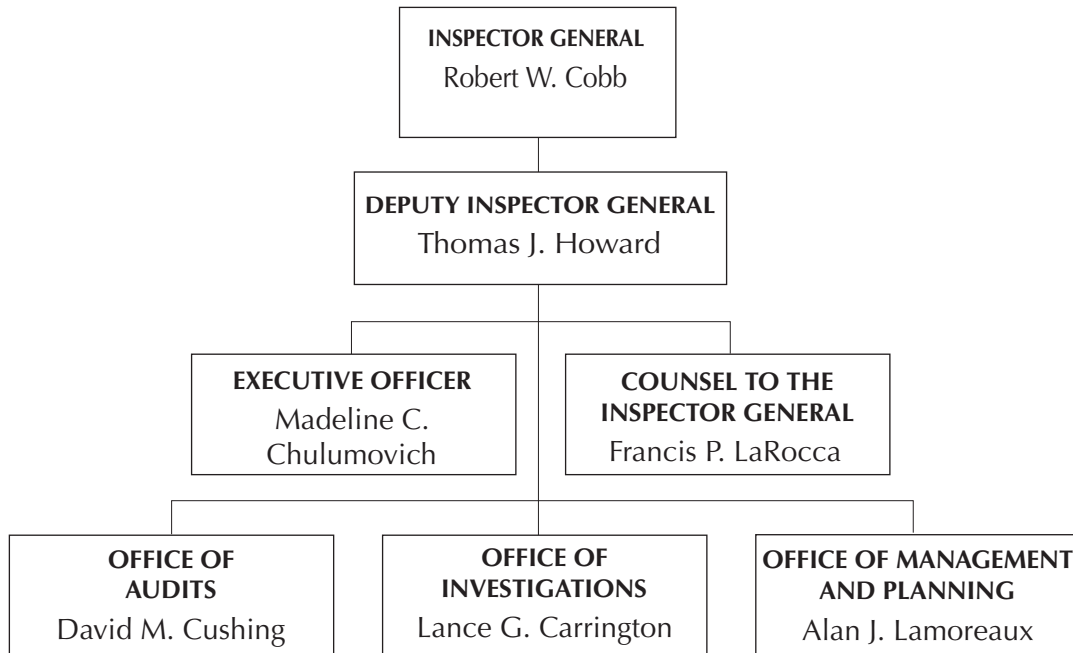 INSPECTOR GENERAL
Robert W. Cobb
DEPUTY INSPECTOR GENERAL
Thomas J. Howard
EXECUTIVE OFFICER
Madeline C.
Chulumovich
COUNSEL TO THE
INSPECTOR GENERAL
Francis P. LaRocca
OFFICE OF
AUDITS
David M. Cushing
OFFICE OF
INVESTIGATIONS
Lance G. Carrington
OFFICE OF MANAGEMENT
AND PLANNING
Alan J. Lamoreaux